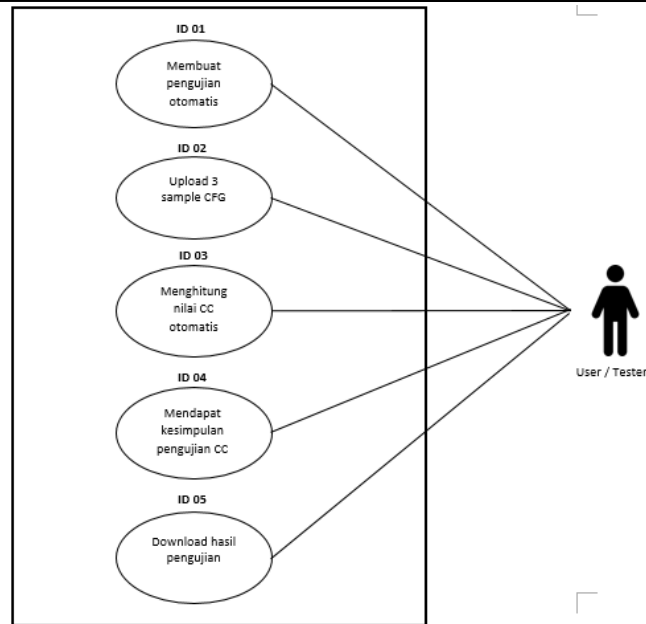 ID 01
Membuat
pengujian
otomatis
ID 02
Upload 3
sample CFG
ID 03
Menghitung
nilai CC
otomatis
ID 04
Mendapat
kesimpulan
pengujian CC
ID 05
Download hasil
pengujian
User / Tester